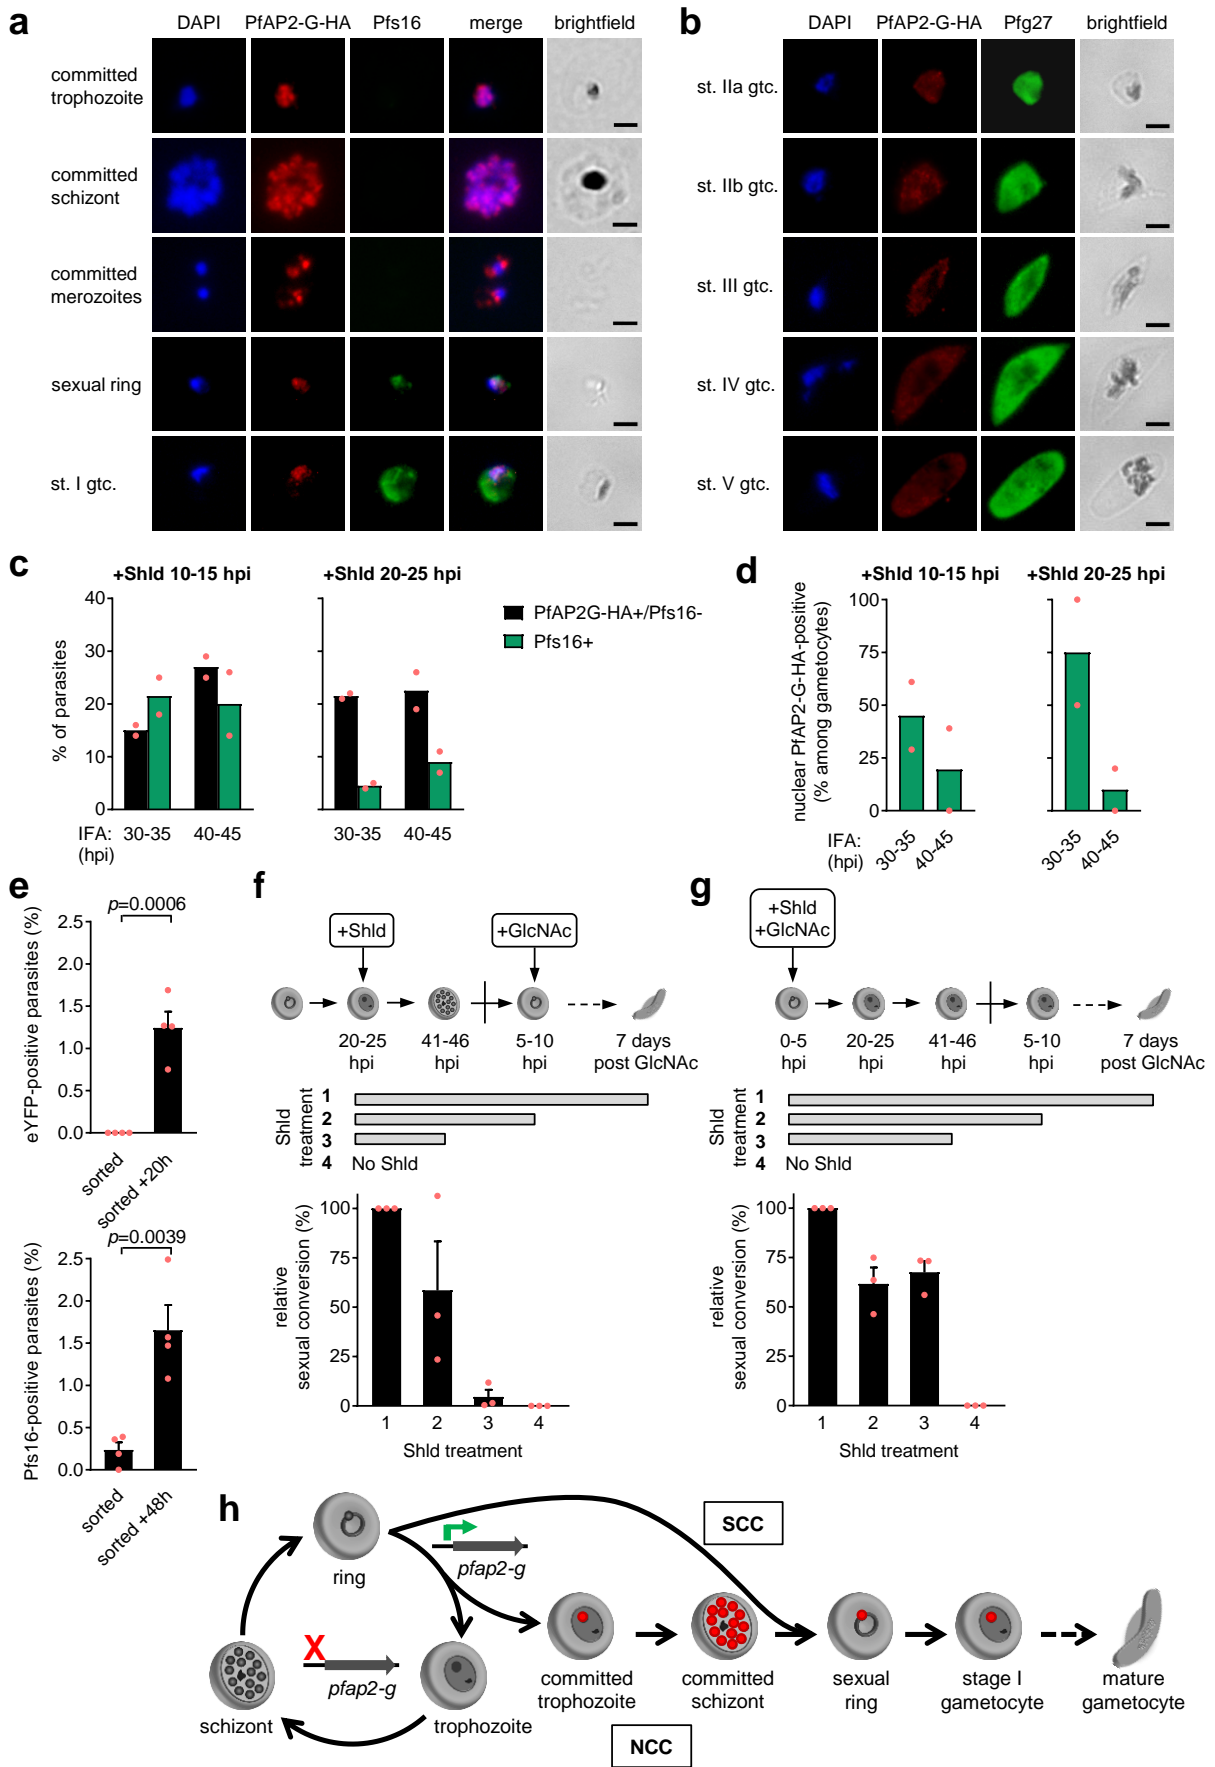 a
DAPI PfAP2-G-HA Pfs16 merge brightfield
committed
trophozoite
committed
schizont
committed
merozoites
sexual ring
st. I gtc.
b
DAPI PfAP2-G-HA Pfg27 brightfield
st. IIa gtc.
st. IIb gtc.
st. III gtc.
st. IV gtc.
st. V gtc.
c
+Shld 10-15 hpi +Shld 20-25 hpi
% of parasites
40
30
20
10
0
PfAP2G-HA+/Pfs16-
Pfs16+
IFA: 30-35 40-45 30-35 40-45
(hpi)
d
+Shld 10-15 hpi +Shld 20-25 hpi
nuclear PfAP2-G-HA-positive
(% among gametocytes)
100
75
50
25
0
IFA: 30-35 40-45 30-35 40-45
(hpi)
e
p=0.0006
eYFP-positive parasites (%)
2.5
2.0
1.5
1.0
0.5
0.0
sorted sorted +20h
p=0.0039
Pfs16-positive parasites (%)
2.5
2.0
1.5
1.0
0.5
0.0
sorted sorted +48h
f
+Shld +GlcNAc
20-25 41-46 5-10 7 days
hpi hpi hpi post GlcNAc
Shld
treatment
1
2
3
4 No Shld
relative
sexual conversion (%)
100
75
50
25
0
1 2 3 4
Shld treatment
g
+Shld
+GlcNAc
0-5 20-25 41-46 5-10 7 days
hpi hpi hpi hpi post GlcNAc
Shld
treatment
1
2
3
4 No Shld
relative
sexual conversion (%)
100
75
50
25
0
1 2 3 4
Shld treatment
h
ring
pfap2-g
SCC
X
pfap2-g
schizont
trophozoite
committed
trophozoite
committed
schizont
sexual
ring
stage I
gametocyte
mature
gametocyte
NCC